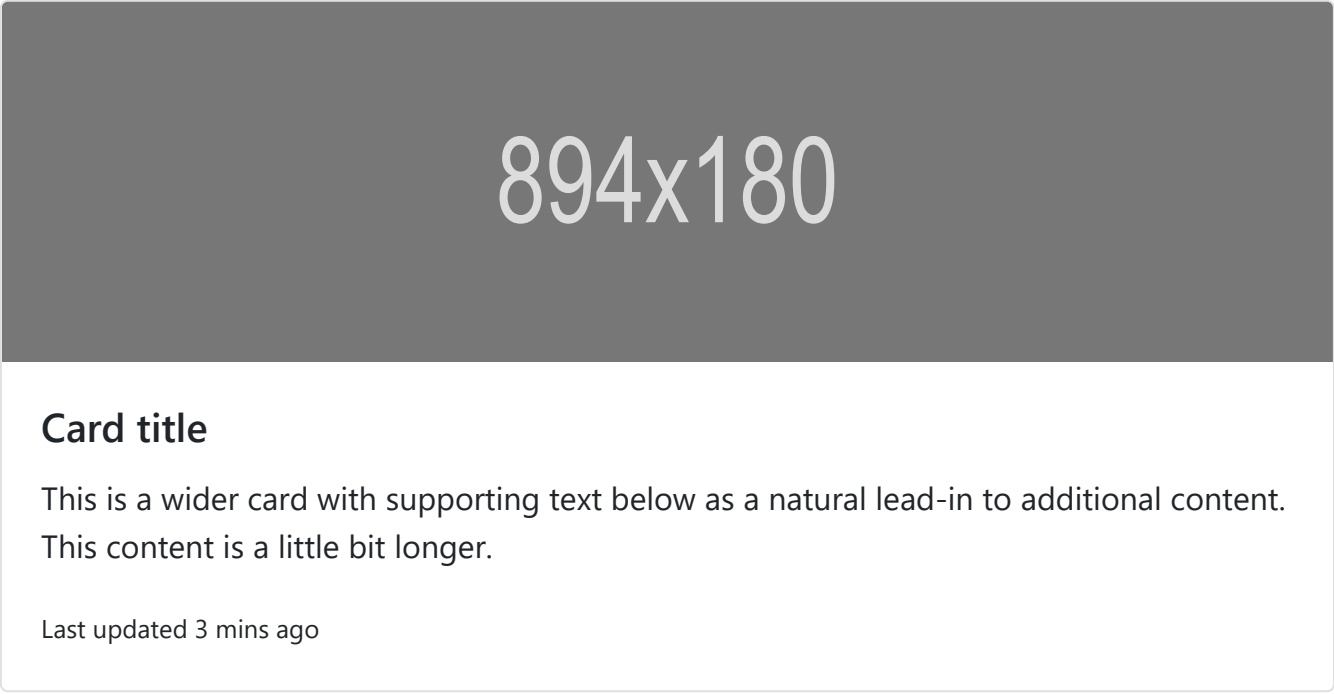 894x180
Card title
This is a wider card with supporting text below as a natural lead-in to additional content.
This content is a little bit longer.
Last updated 3 mins ago